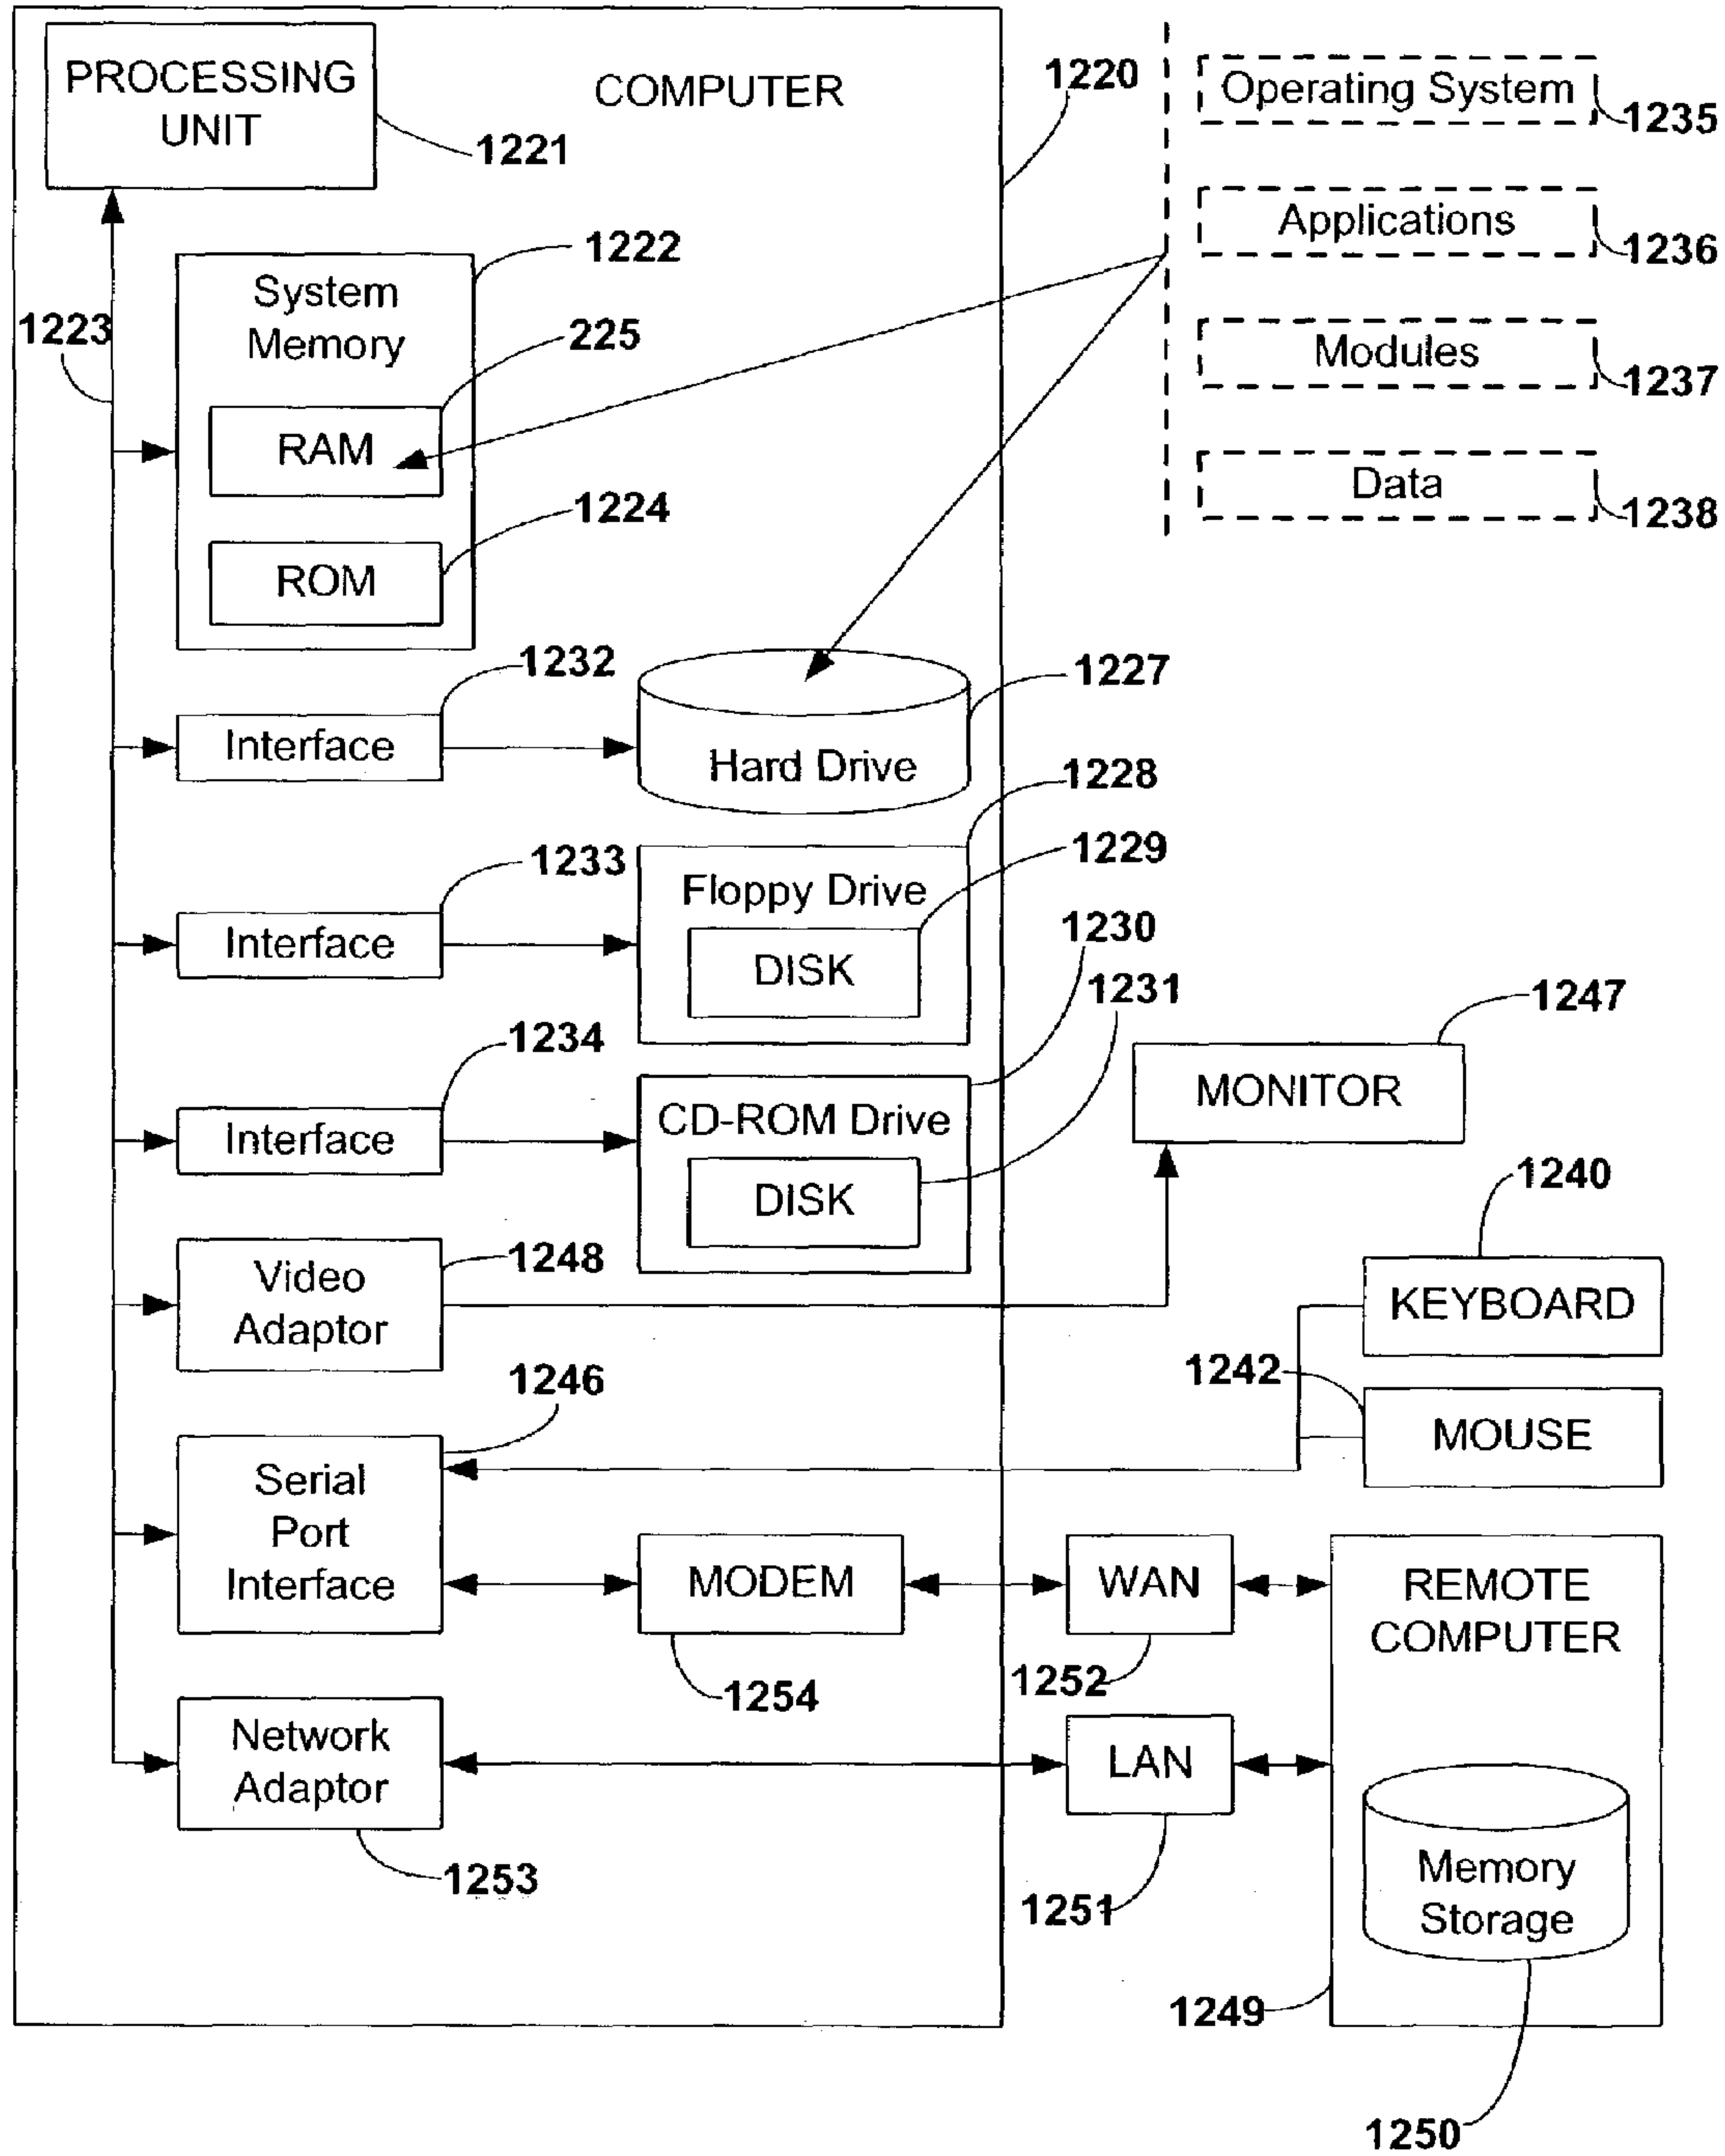 PROCESSING
UNIT
COMPUTER
1220
1221
Operating System
1235
Applications
1236
Modules
1237
Data
1238
1222
System
Memory
1223
225
RAM
1224
ROM
1232
Interface
1227
Hard Drive
1228
1233
Interface
1229
Floppy Drive
DISK
1230
1231
1234
Interface
CD-ROM Drive
DISK
1247
MONITOR
1240
KEYBOARD
1248
Video
Adaptor
1242
MOUSE
1246
Serial
Port
Interface
MODEM
1254
WAN
1252
REMOTE
COMPUTER
Network
Adaptor
1253
LAN
1251
Memory
Storage
1249
1250